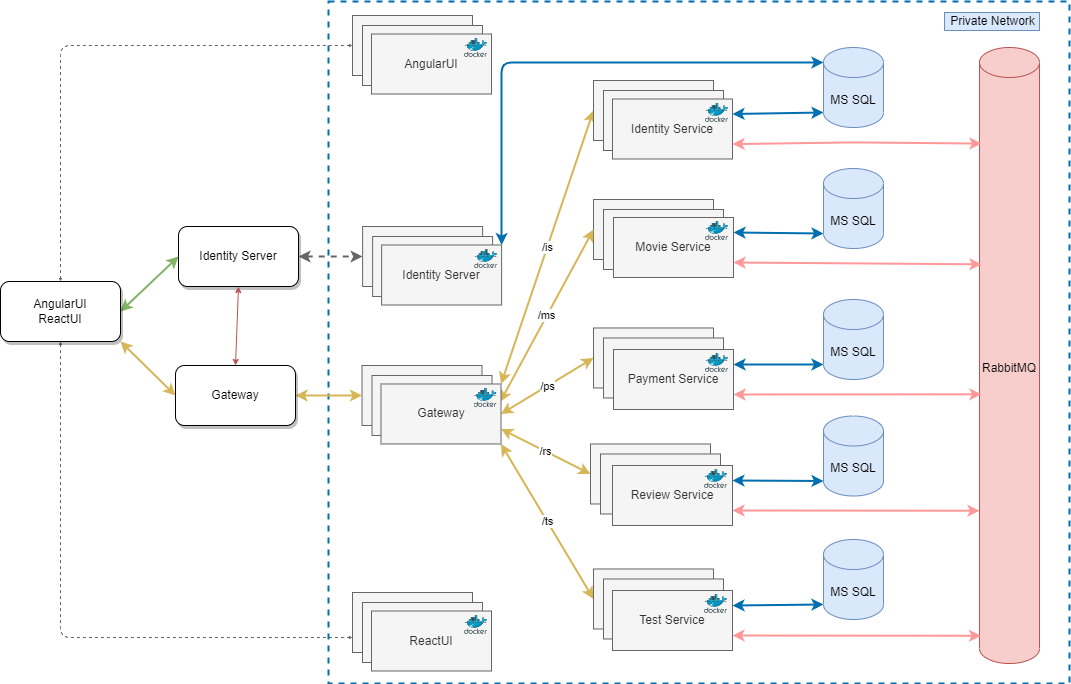 Private Network
docker
AngularUI
MS SQL
docker
Identity Service
MS SQL
docker
Movie Service
Identity Server
/is
docker
Identity Server
AngularUI
ReactUI
/ms
MS SQL
docker
Payment Service
RabbitMQ
/ps
Gateway
docker
Gateway
/rs
MS SQL
docker
Review Service
/ts
MS SQL
docker
Test Service
docker
ReactUI